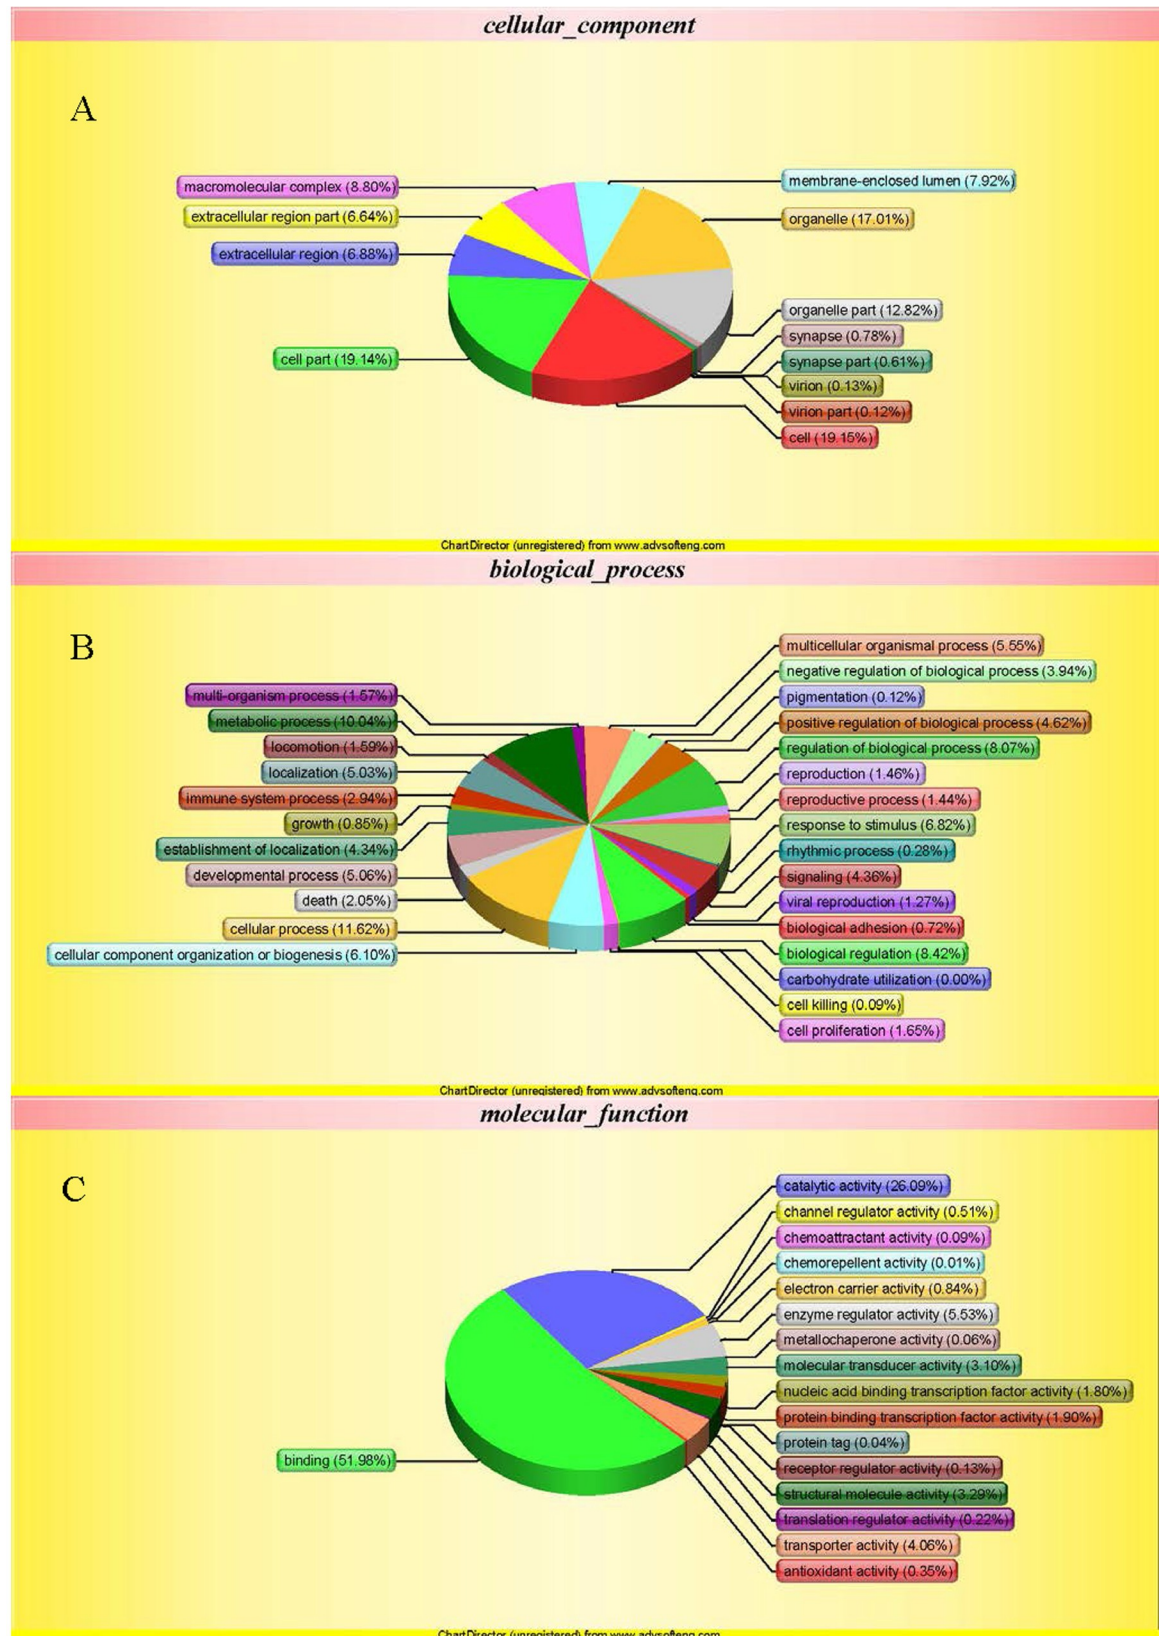 cellular_component
A
macromolecular complex (8.80%)
extracellular region part (6.64%)
extracellular region (6.88%)
cell part (19.14%)
membrane-enclosed lumen (7.92%)
organelle (17.01%)
organelle part (12.82%)
synapse (0.78%)
synapse part (0.61%)
virion (0.13%)
virion part (0.12%)
cell (19.15%)
ChartDirector (unregistered) from www.advsofteng.com
biological_process
B
multi-organism process (1.57%)
metabolic process (10.04%)
locomotion (1.59%)
localization (5.03%)
immune system process (2.94%)
growth (0.85%)
establishment of localization (4.34%)
developmental process (5.06%)
death (2.05%)
cellular process (11.62%)
cellular component organization or biogenesis (6.10%)
multicellular organismal process (5.55%)
negative regulation of biological process (3.94%)
pigmentation (0.12%)
positive regulation of biological process (4.62%)
regulation of biological process (8.07%)
reproduction (1.46%)
reproductive process (1.44%)
response to stimulus (6.82%)
rhythmic process (0.28%)
signaling (4.36%)
viral reproduction (1.27%)
biological adhesion (0.72%)
biological regulation (8.42%)
carbohydrate utilization (0.00%)
cell killing (0.09%)
cell proliferation (1.65%)
ChartDirector (unregistered) from www.advsofteng.com
molecular_function
C
binding (51.98%)
catalytic activity (26.09%)
channel regulator activity (0.51%)
chemoattractant activity (0.09%)
chemorepellent activity (0.01%)
electron carrier activity (0.84%)
enzyme regulator activity (5.53%)
metallochaperone activity (0.06%)
molecular transducer activity (3.10%)
nucleic acid binding transcription factor activity (1.80%)
protein binding transcription factor activity (1.90%)
protein tag (0.04%)
receptor regulator activity (0.13%)
structural molecule activity (3.29%)
translation regulator activity (0.22%)
transporter activity (4.06%)
antioxidant activity (0.35%)
ChartDirector (unregistered) from www.advsofteng.com